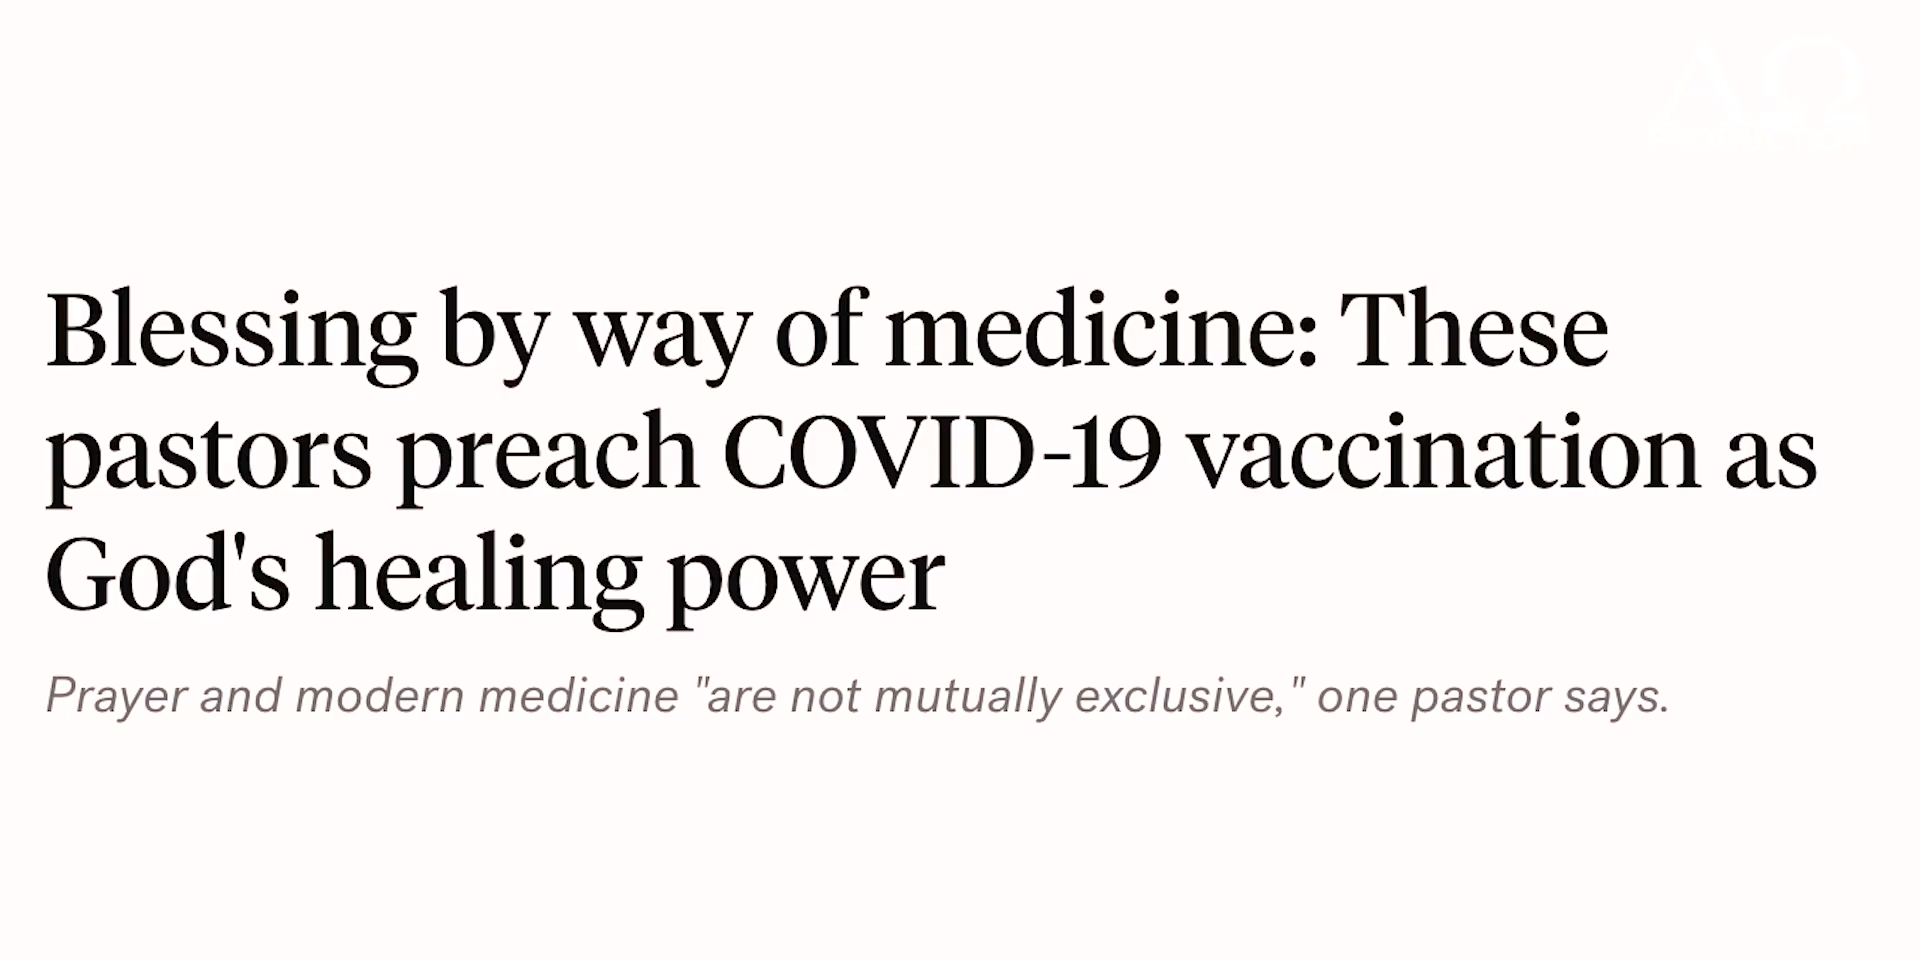 ΑΩ
Blessing by way of medicine: These
pastors preach COVID-19 vaccination as
God's healing power
Prayer and modern medicine "are not mutually exclusive," one pastor says.